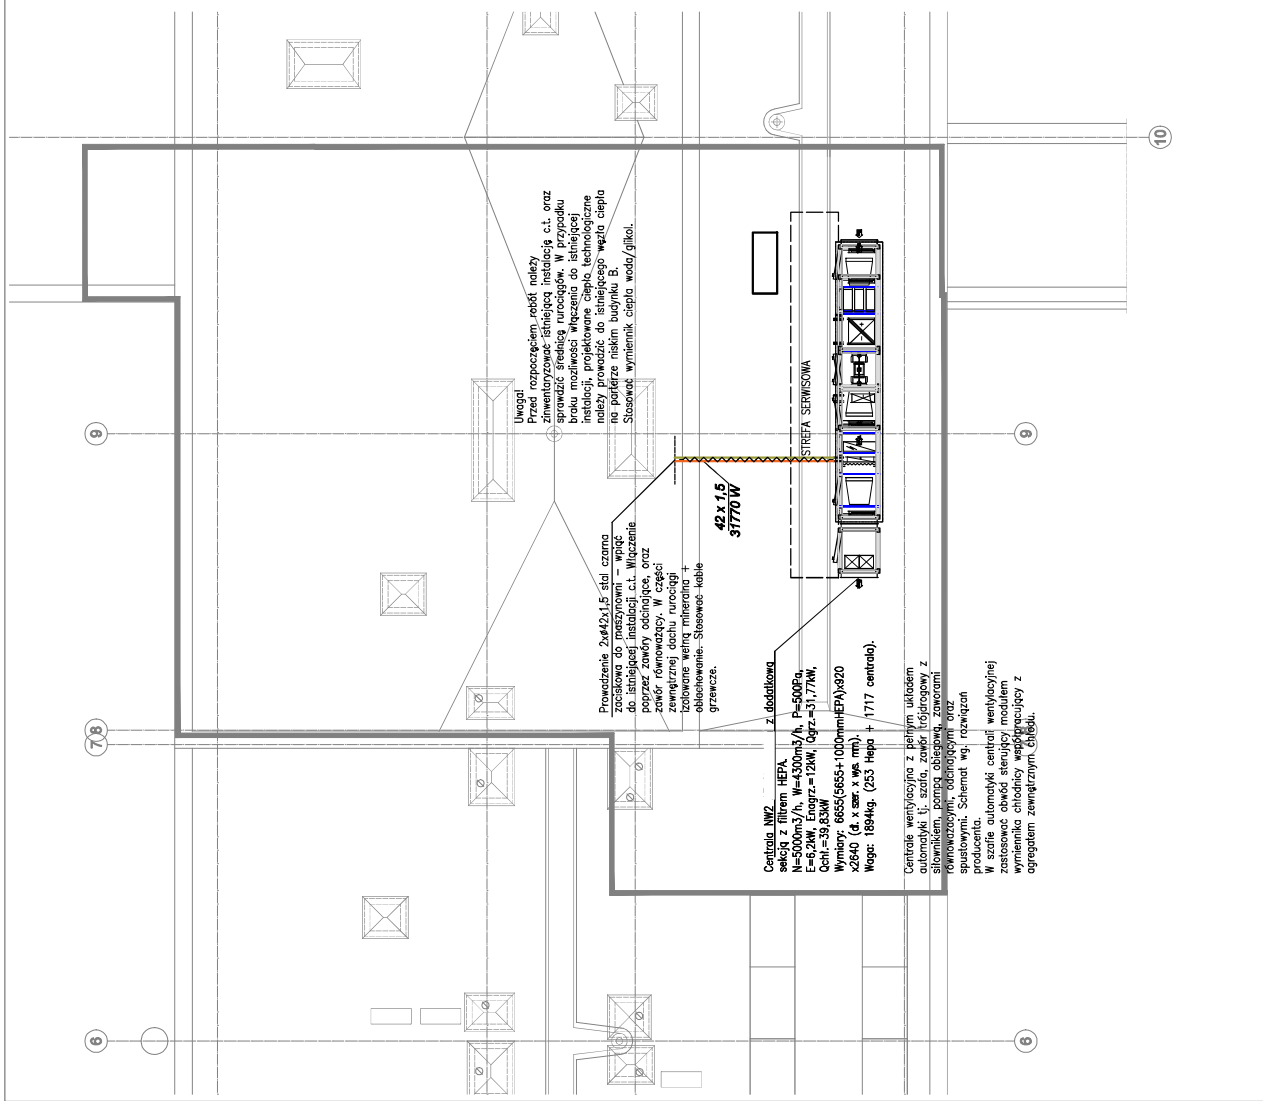 Uwaga!
Przed rozpoczęciem robót należy
zinwentaryzować istniejącą instalację c.t. oraz
sprawdzić średnicę rurociągów. W przypadku
braku możliwości włączenia do istniejącej
instalacji, projektowane ciepło technologiczne
należy prowadzić do istniejącego węzła ciepła
na parterze niskim budynku B.
Stosować wymiennik ciepła woda/glikol.
STREFA SERWISOWA
42 x 1,5
31770 W
Prowadzenie 2xø42x1,5 stal czarna
zaciskowa do maszynowni – wpiąć
do istniejącej instalacji c.t. Włączenie
poprzez zawory odcinające, oraz
zawór równoważący. W części
zewnętrznej dachu rurociągi
izolowane wełną mineralna +
oblachowanie. Stosować kable
grzewcze.
Centrala NW2 z dodatkową
sekcją z filtrem HEPA.
N=5000m3/h, W=4300m3/h, P=500Pa,
E=6,2kW, Enagrz.=12kW, Qgrz.=31,77kW,
Qchł.=39,83kW
Wymiary: 6655(5655+1000mmHEPA)x920
x2640 (dł. x szer. x wys. mm).
Waga: 1894kg. (253 Hepa + 1717 centrala).
Centrale wentylacyjna z pełnym układem
automatyki tj. szafa, zawór trójdrogowy z
siłownikiem, pompą obiegową, zaworami
równoważącymi, odcinającymi oraz
spustowymi. Schemat wg. rozwiązań
producenta.
W szafie automatyki centrali wentylacyjnej
zastosować obwód sterujący modułem
wymiennika chłodnicy współpracujący z
agregatem zewnętrznym chłodu.
10
9
9
8
7
6
6